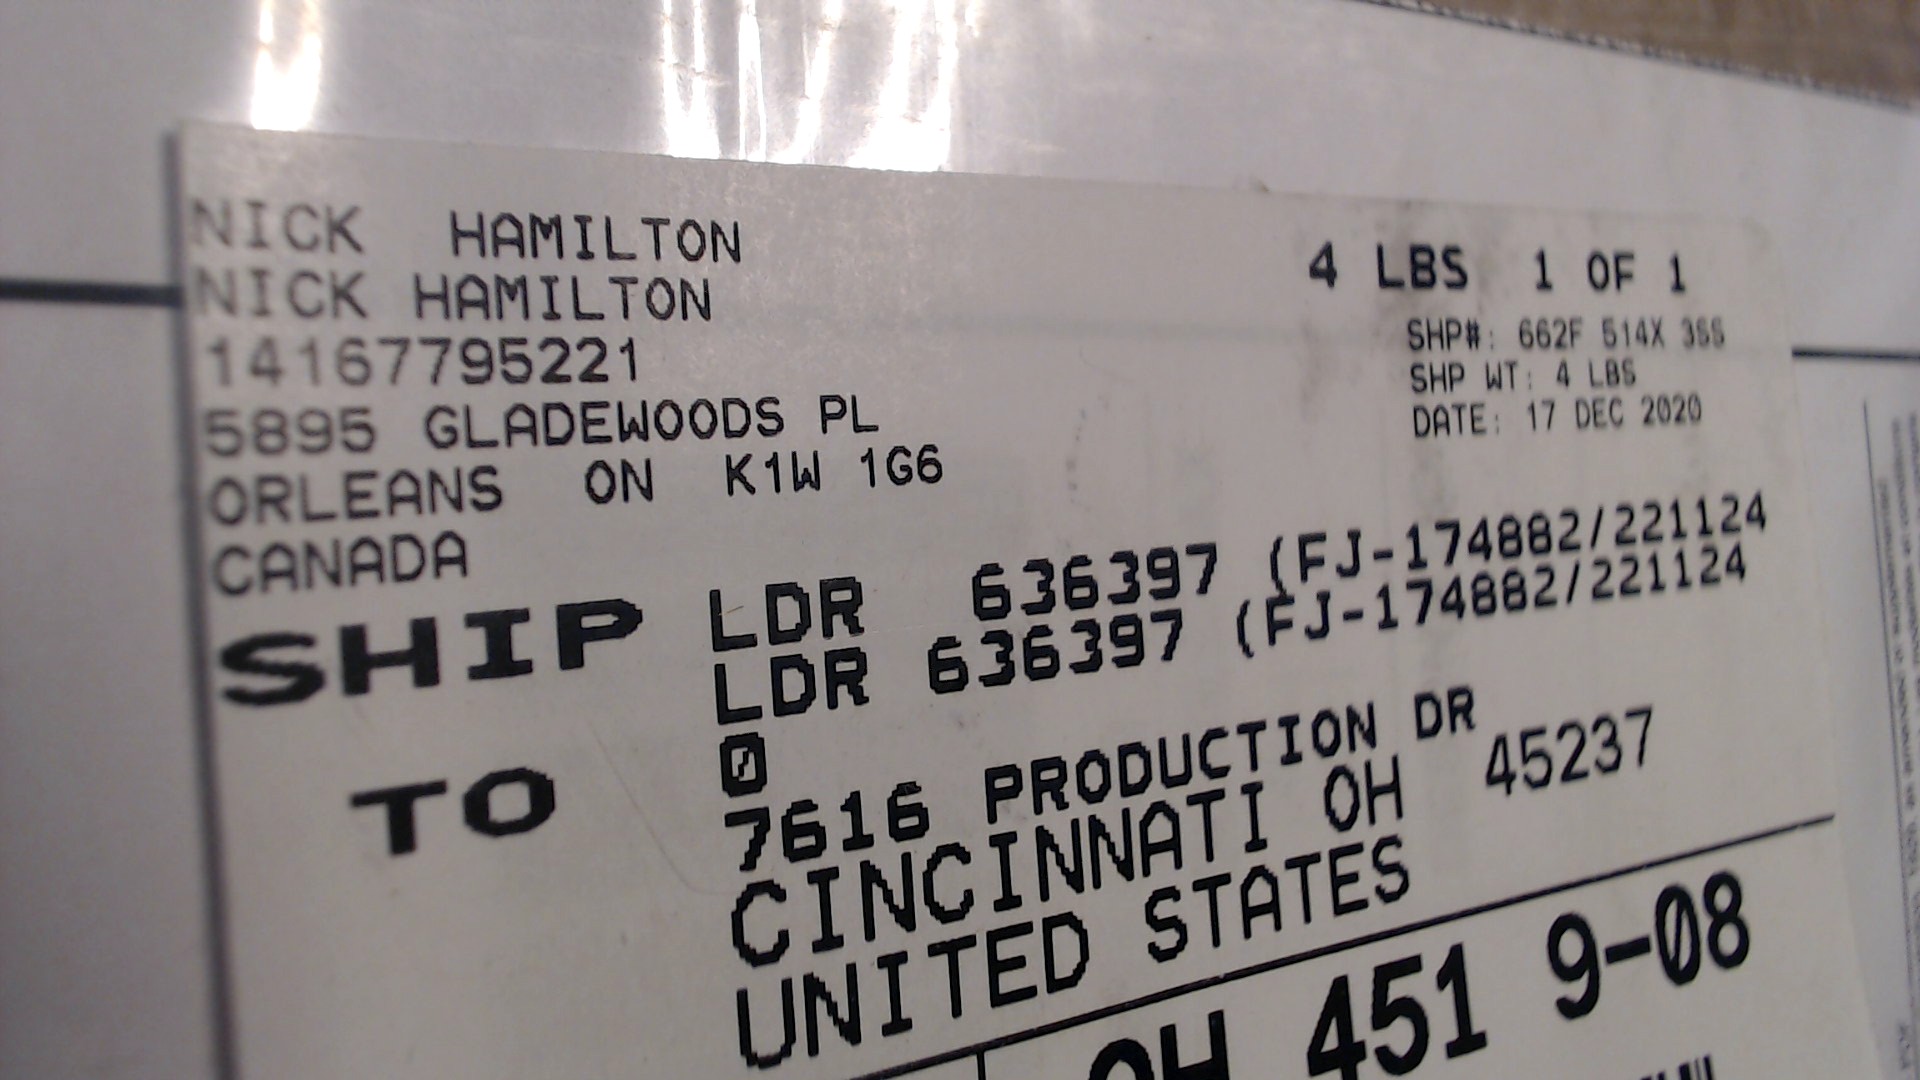 NICK HAMILTON
NICK HAMILTON
14167795221
5895 GLADEWOODS PL
ORLEANS ON K1W 1G6
CANADA
4 LBS 1 OF 1
SHP#: 662F 514X 3SS
SHP WT: 4 LBS
DATE: 17 DEC 2020
SHIP TO
LDR 636397 (FJ-174882/221124
LDR 636397 (FJ-174882/221124
0
7616 PRODUCTION DR
CINCINNATI OH 45237
UNITED STATES
OH 451 9-08